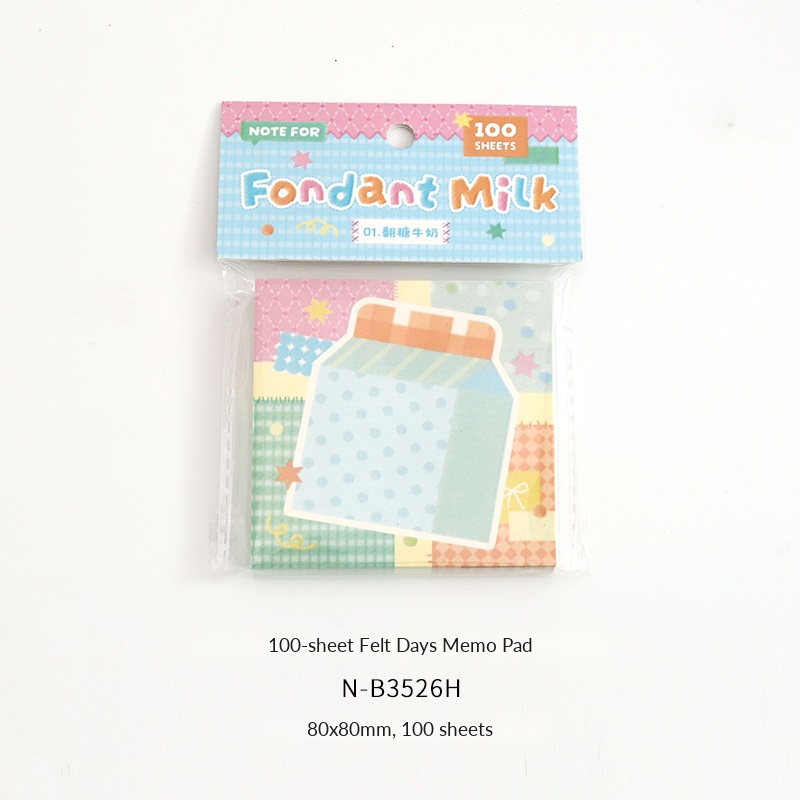 NOTE FOR
100
SHEETS
Fondant Milk
01.翻糖牛奶
100-sheet Felt Days Memo Pad
N-B3526H
80x80mm, 100 sheets